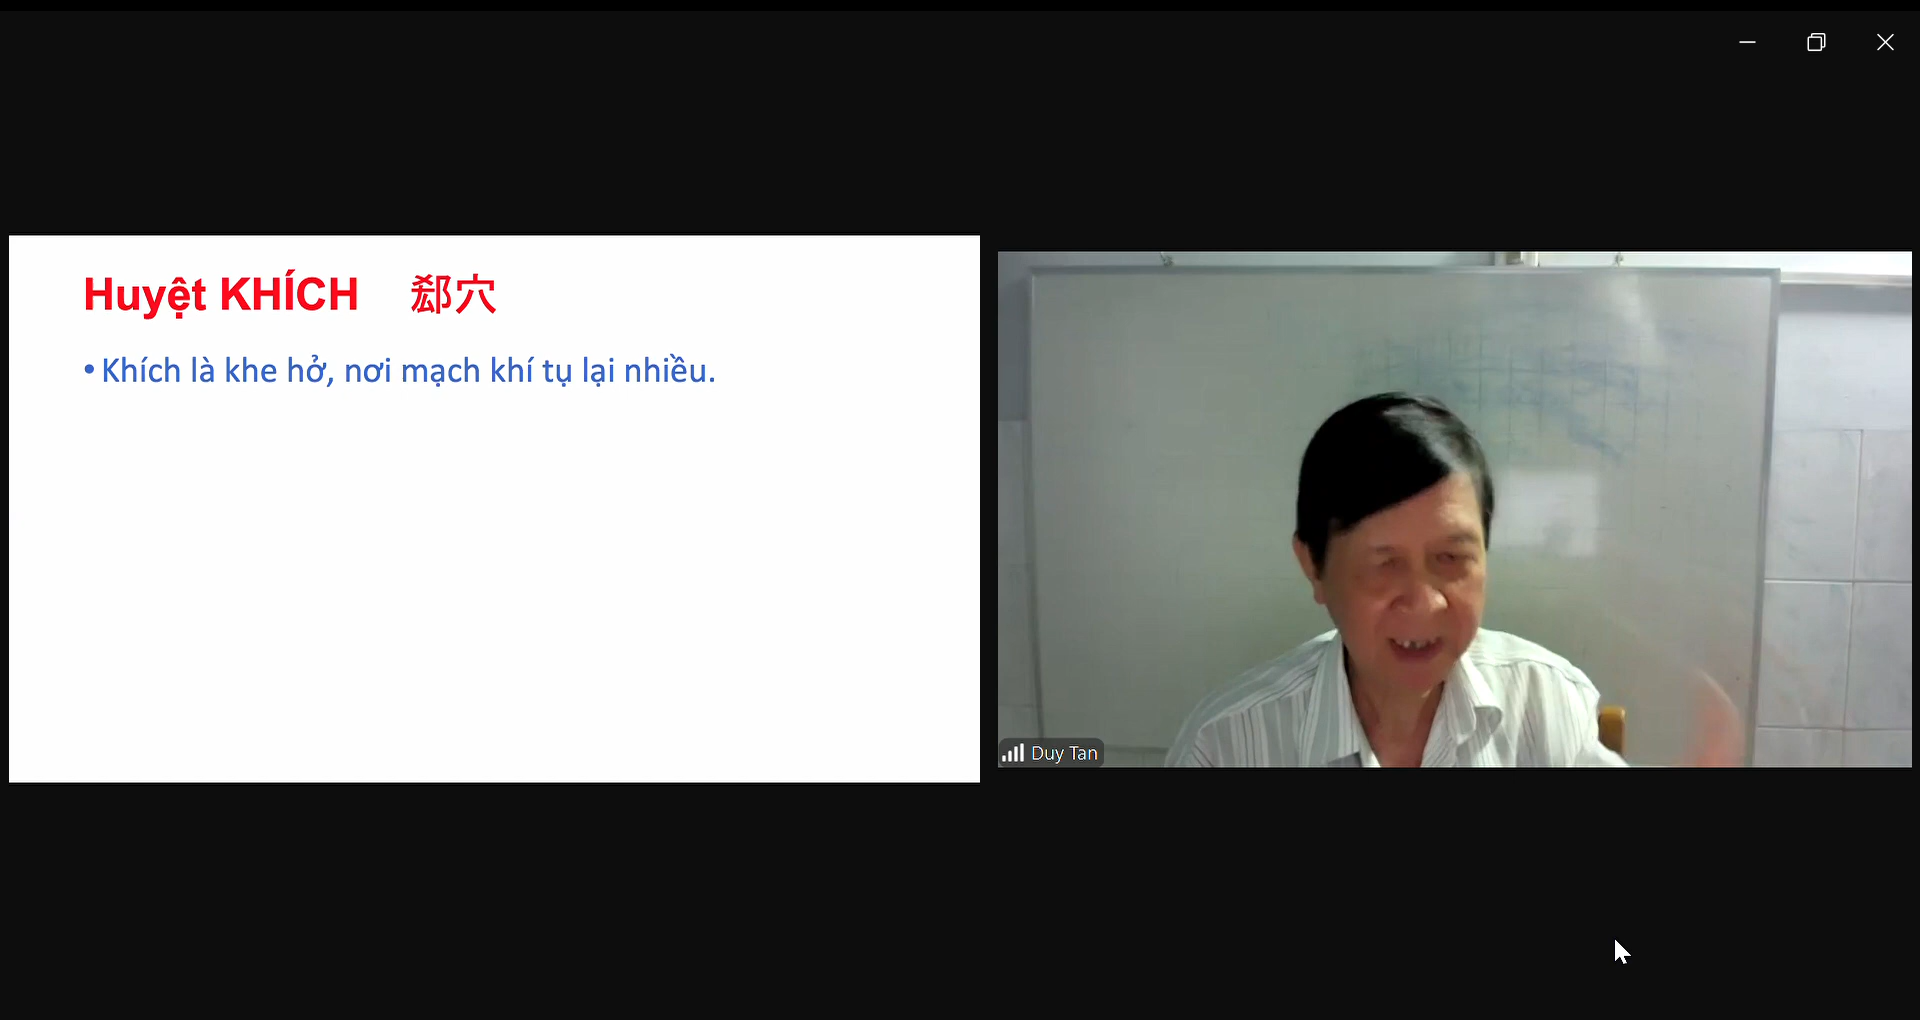 Huyệt KHÍCH 郄穴
• Khích là khe hở, nơi mạch khí tụ lại nhiều.
Duy Tan